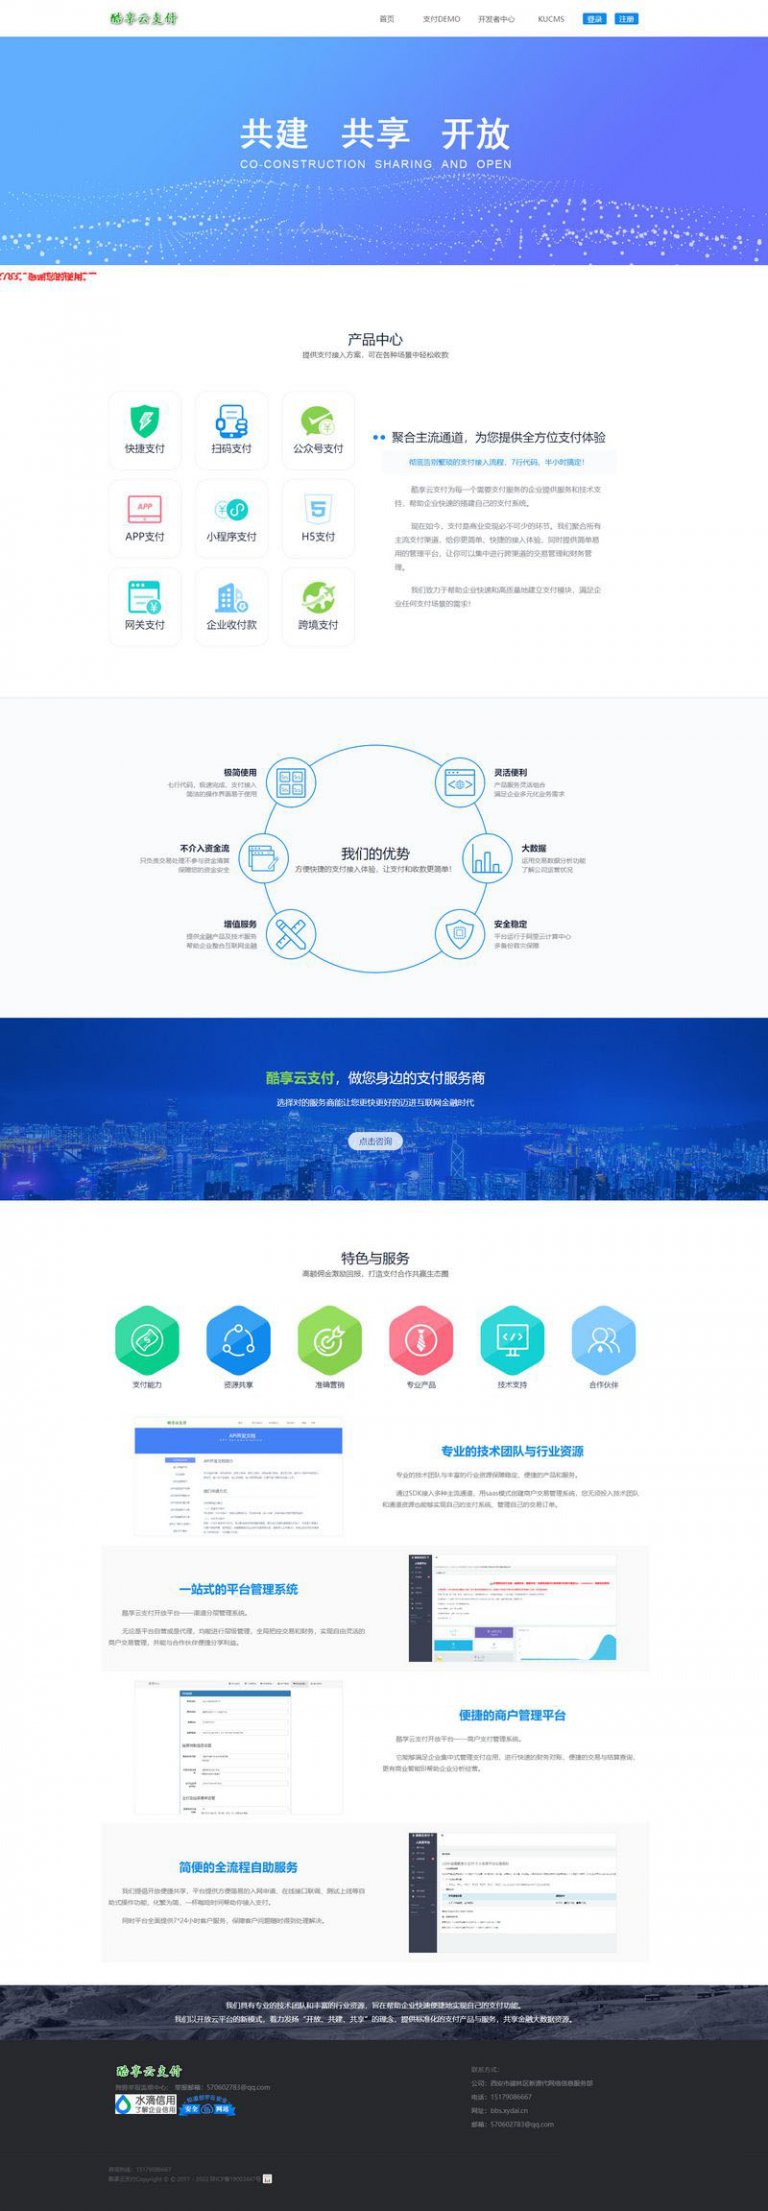 酷享云支付
首页 支付DEMO 开发者中心 KUCMS 登录 注册
共建 共享 开放
CO-CONSTRUCTION SHARING AND OPEN
产品中心
提供支付接入方案，可在各种场景中轻松收款
快捷支付 扫码支付 公众号支付
APP
APP支付 小程序支付 H5支付
网关支付 企业收付款 跨境支付
聚合主流通道，为您提供全方位支付体验
彻底告别繁琐的支付接入流程，7行代码，半小时搞定！
酷享云支付为每一个需要支付服务的企业提供服务和技术支
持，帮助企业快速的搭建自己的支付系统。
现在如今，支付是商业变现必不可少的环节。我们聚合所有
主流支付渠道，给你更简单、快捷的接入体验，同时提供简单易
用的管理平台，让你可以集中进行跨渠道的交易管理和财务管
理。
我们致力于帮助企业快速和高质量地建立支付模块，满足企
业任何支付场景的需求！
极简使用
七行代码，极速完成，支付接入
简洁的操作界面易于使用
灵活便利
产品服务灵活组合
满足企业多元化业务需求
不介入资金流
只负责交易处理不参与资金清算
保障您的资金安全
我们的优势
方便快捷的支付接入体验，让支付和收款更简单！
大数据
运用交易数据分析功能
了解公司运营状况
增值服务
提供金融产品及技术服务
帮助企业整合互联网金融
安全稳定
平台运行于阿里云计算中心
多备份容灾保障
酷享云支付，做您身边的支付服务商
选择对的服务商能让您更快更好的迈进互联网金融时代
点击咨询
特色与服务
高额佣金激励回报，打造支付合作共赢生态圈
支付能力 资源共享 准确营销 专业产品 技术支持 合作伙伴
API开发文档
专业的技术团队与行业资源
专业的技术团队与丰富的行业资源保障稳定、便捷的产品和服务。
通过SDK接入多种主流通道，用saas模式创建商户交易管理系统，您无须投入技术团队
和通道资源也能够实现自己的支付系统，管理自己的交易订单。
一站式的平台管理系统
酷享云支付开放平台——渠道分润管理系统。
无论是平台自营或是代理，均能进行层级管理，全局把控交易和财务，实现自由灵活的
商户交易管理，并能与合作伙伴便捷分享利益。
便捷的商户管理平台
酷享云支付开放平台——商户支付管理系统。
它能够满足企业集中式管理支付应用、进行快速的财务对账、便捷的交易与结算查询，
更有商业智能BI帮助企业分析经营。
简便的全流程自助服务
我们提倡开放便捷共享，平台提供方便简易的入网申请、在线接口联调、测试上线等自
助式操作功能，化繁为简，一杯咖啡时间帮助你接入支付。
同时平台全面提供7*24小时客户服务，保障客户问题随时得到处理解决。
我们具有专业的技术团队和丰富的行业资源，旨在帮助企业快速便捷地实现自己的支付功能。
我们以开放云平台的新模式，着力发扬“开放、共建、共享”的理念，提供标准化的支付产品与服务，共享金融大数据资源。
酷享云支付
举报邮箱：570602783@qq.com
水滴信用
了解企业信用
安全 网站
联系方式：
电话：15179086667
网址：bbs.xydai.cn
邮箱：570602783@qq.com